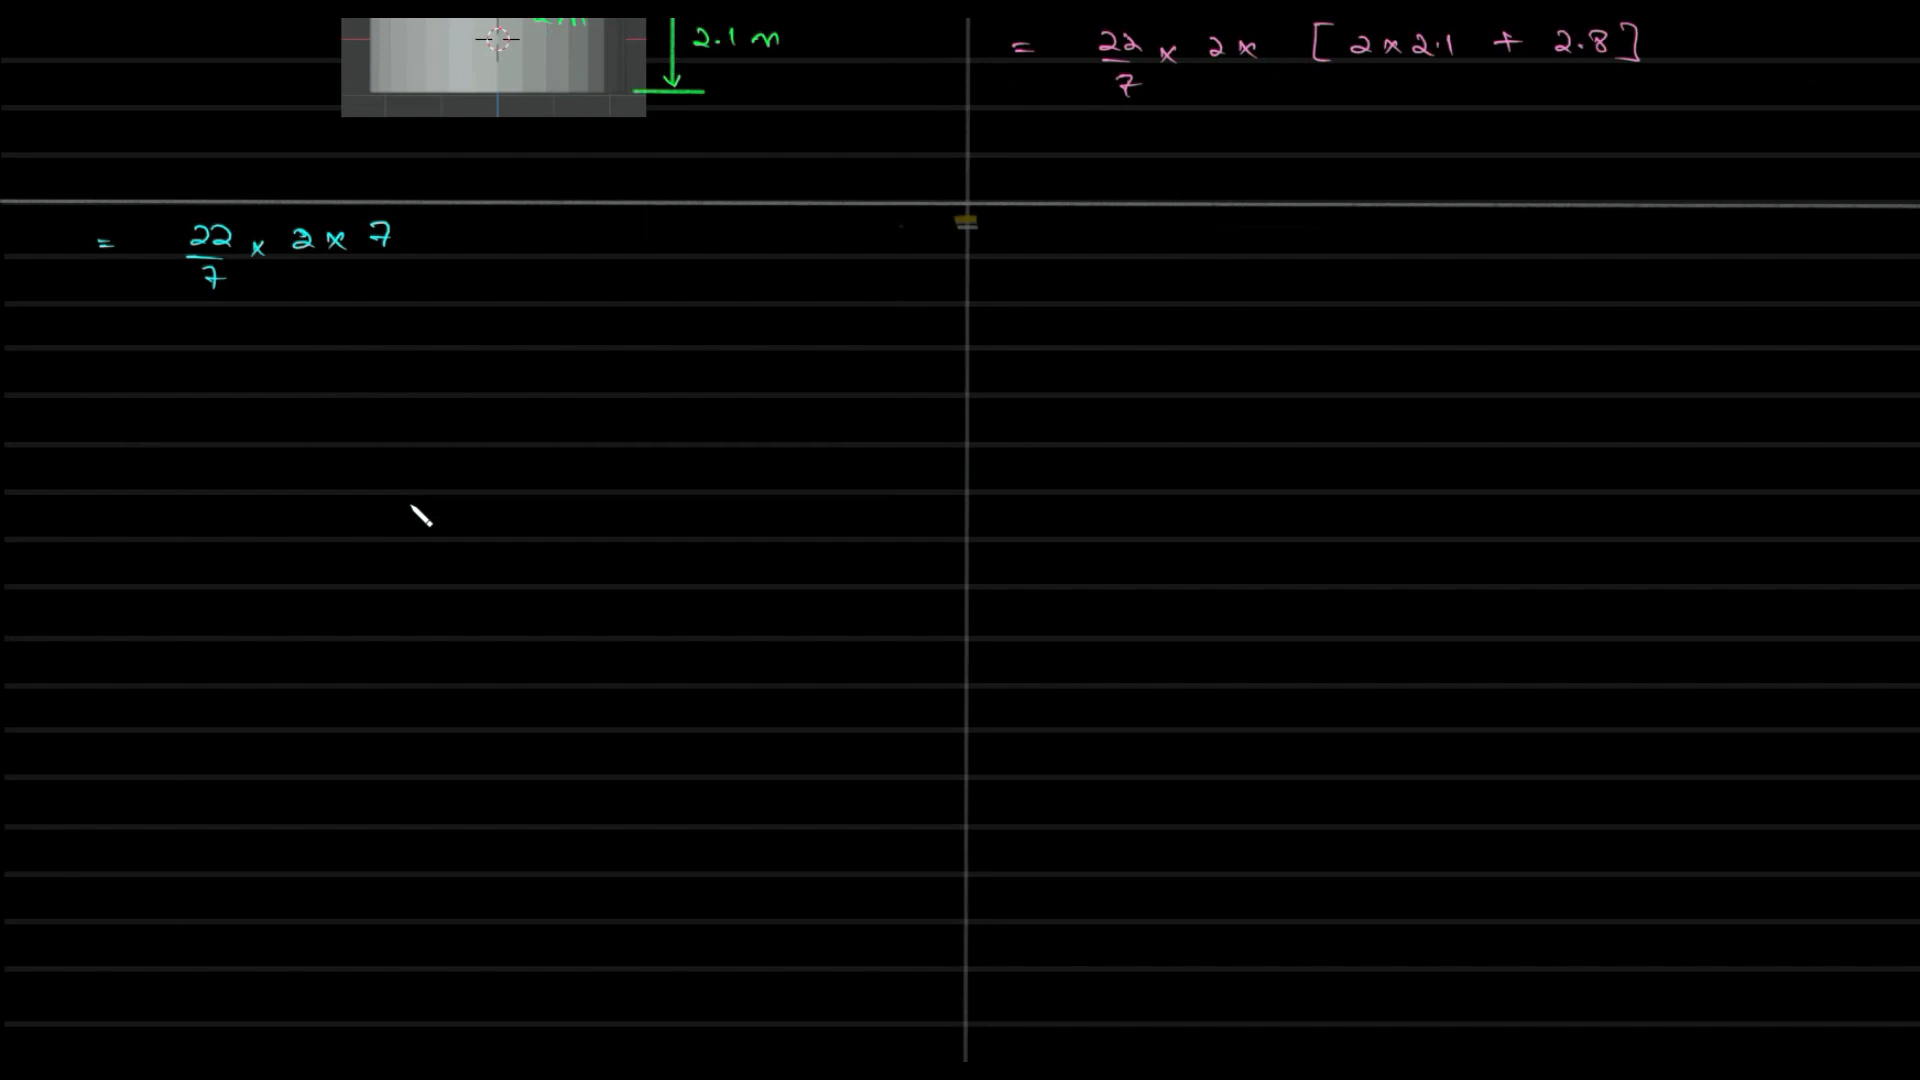 2.1 m
= 22/7 × 2 × [2 × 2.1 + 2.8]
= 22/7 × 2 × 7